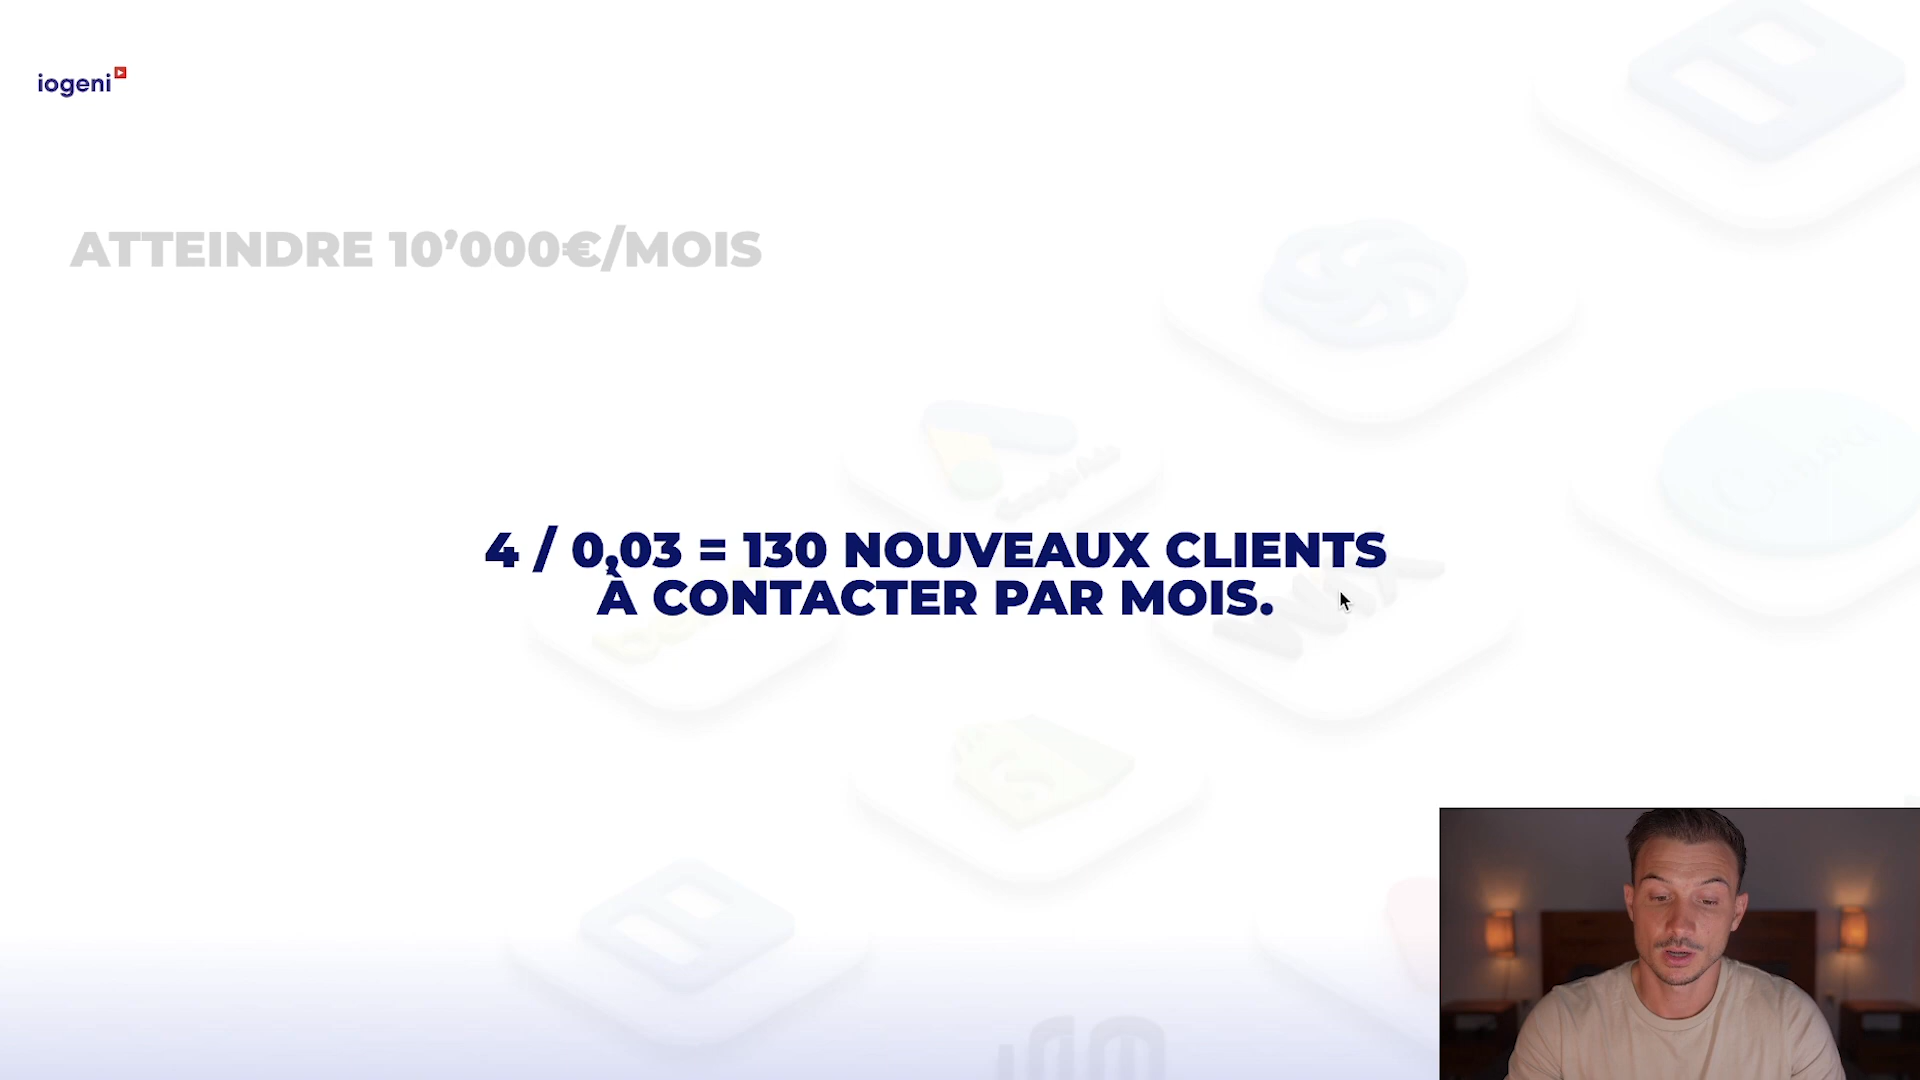 iogeni
ATTEINDRE 10’000€/MOIS
4 / 0,03 = 130 NOUVEAUX CLIENTS
À CONTACTER PAR MOIS.